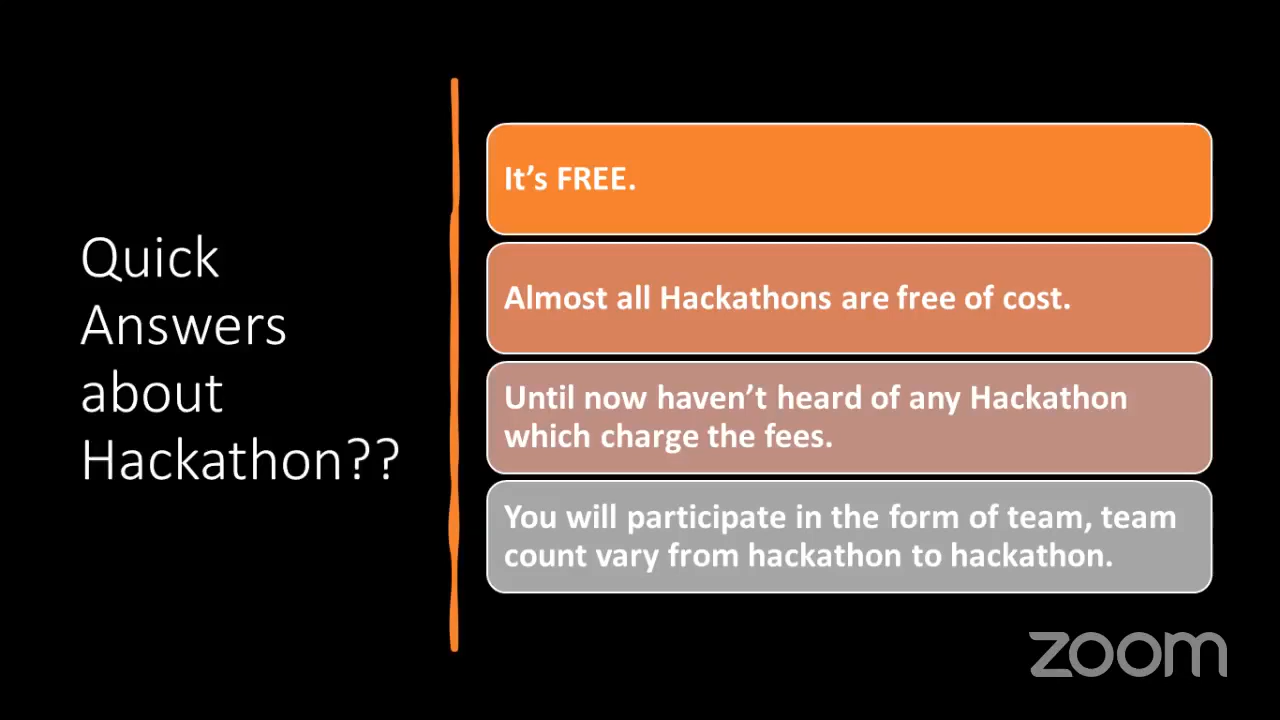 Quick
Answers
about
Hackathon??
It’s FREE.
Almost all Hackathons are free of cost.
Until now haven’t heard of any Hackathon
which charge the fees.
You will participate in the form of team, team
count vary from hackathon to hackathon.
zoom